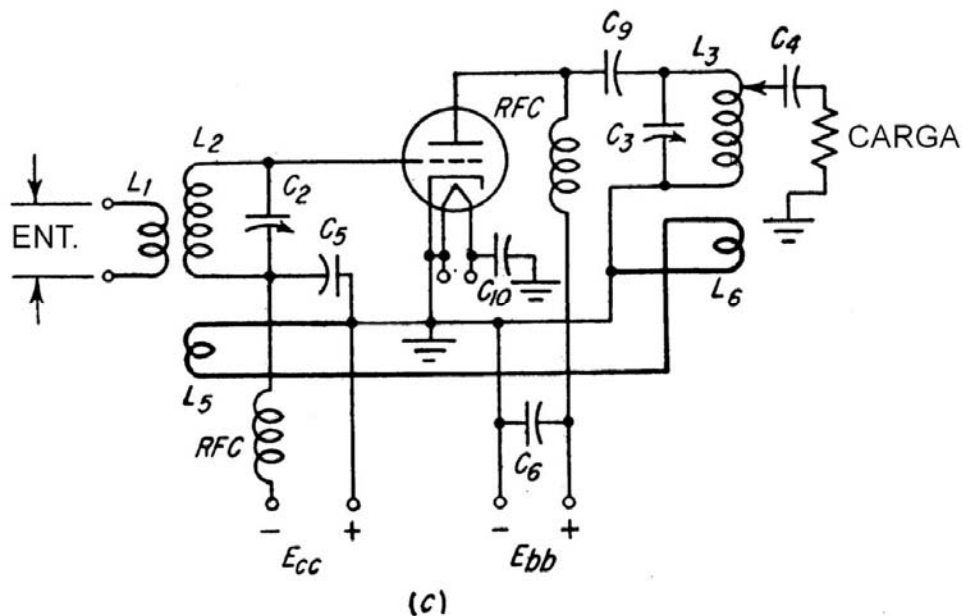 C9
L3
C4
RFC
L2
C3
CARGA
L1
C2
ENT.
C5
C10
L6
L5
RFC
C6
- +
- +
Ecc
Ebb
(c)